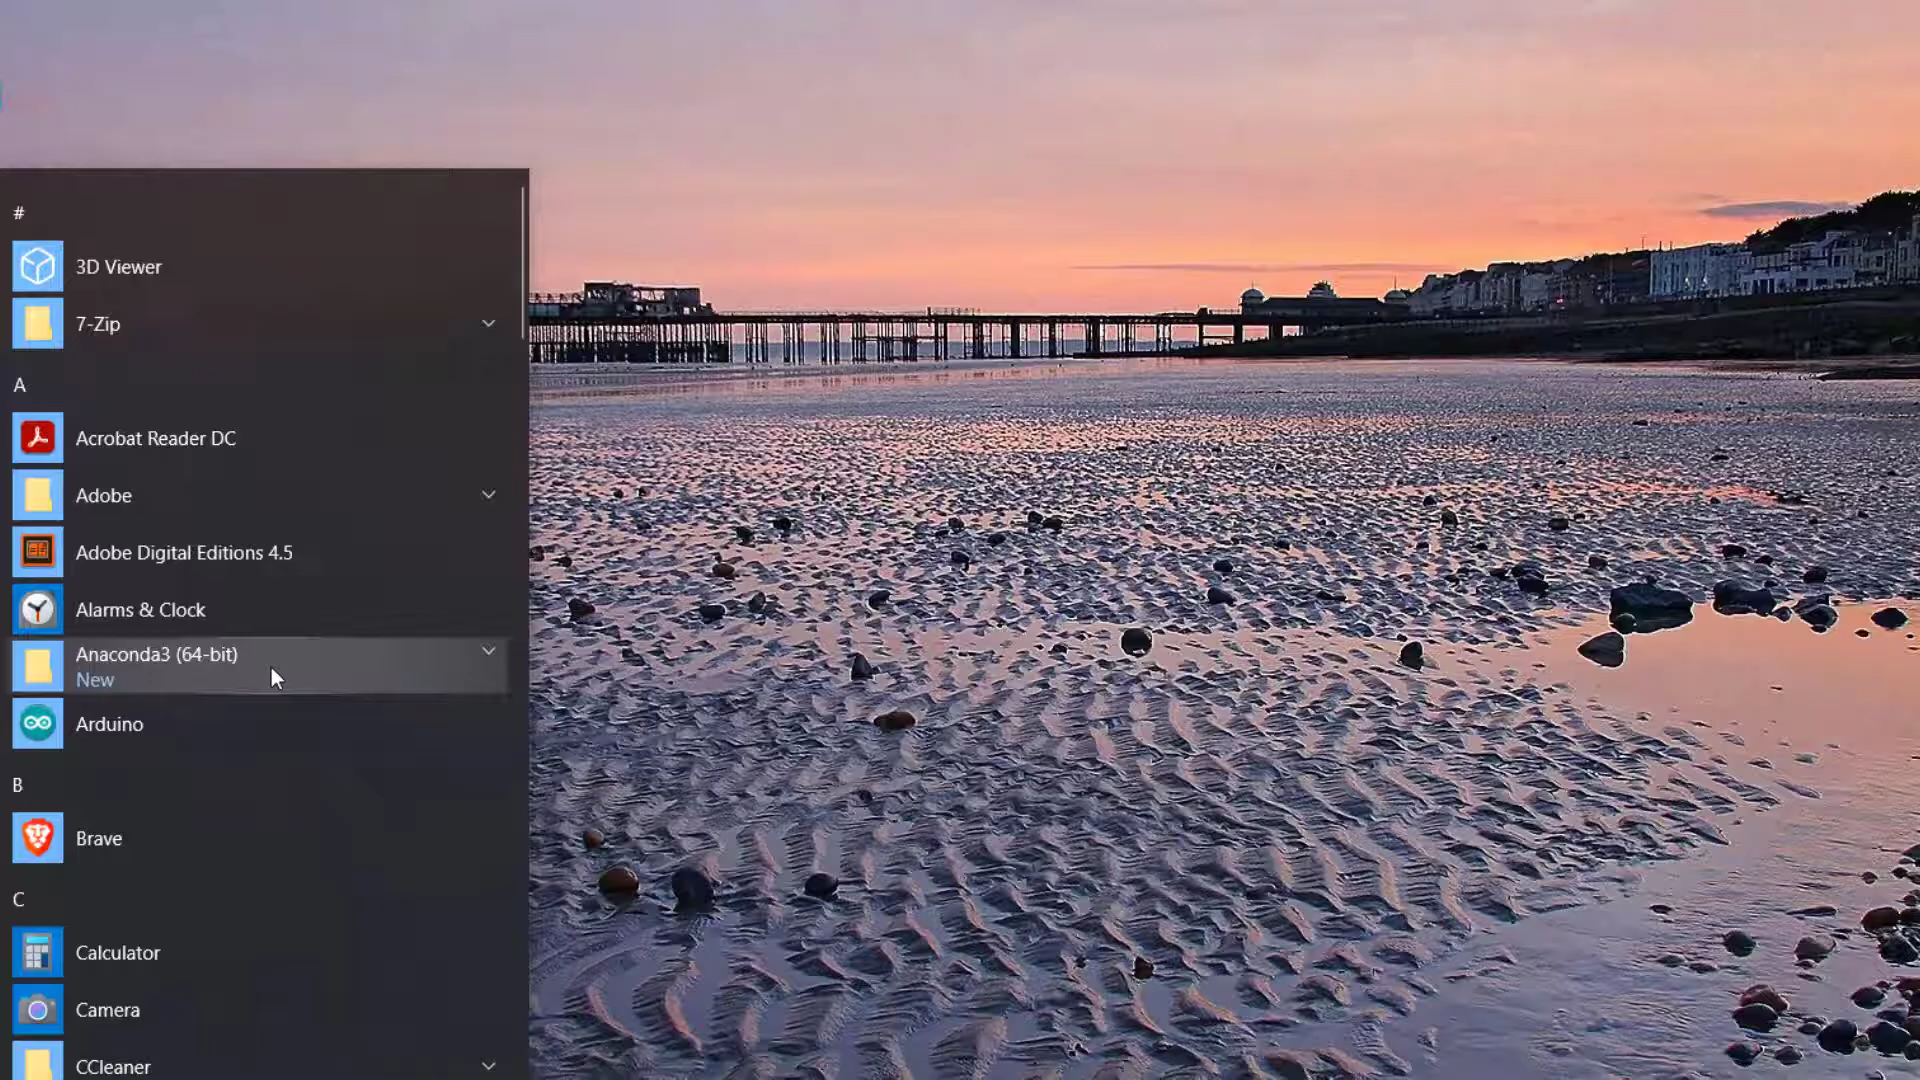 #
3D Viewer
7-Zip
A
Acrobat Reader DC
Adobe
Adobe Digital Editions 4.5
Alarms & Clock
Anaconda3 (64-bit)
New
Arduino
B
Brave
C
Calculator
Camera
CCleaner